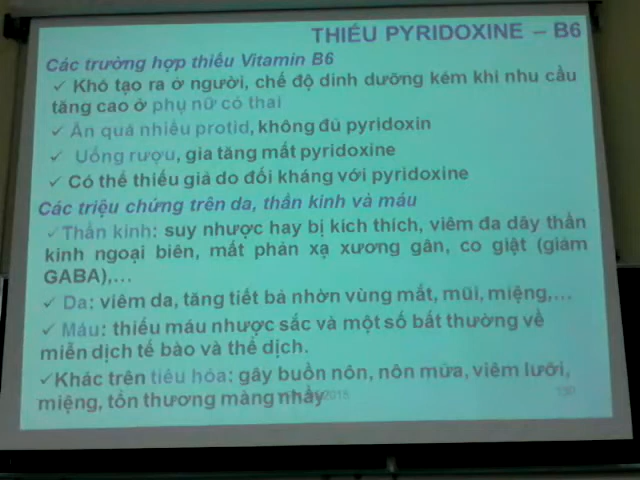 THIẾU PYRIDOXINE – B6
Các trường hợp thiếu Vitamin B6
✓ Khó tạo ra ở người, chế độ dinh dưỡng kém khi nhu cầu
tăng cao ở phụ nữ có thai
✓ Ăn quá nhiều protid, không đủ pyridoxin
✓ Uống rượu, gia tăng mất pyridoxine
✓ Có thể thiếu giả do đối kháng với pyridoxine
Các triệu chứng trên da, thần kinh và máu
✓ Thần kinh: suy nhược hay bị kích thích, viêm đa dây thần
kinh ngoại biên, mất phản xạ xương gân, co giật (giảm
GABA),...
✓ Da: viêm da, tăng tiết bã nhờn vùng mắt, mũi, miệng,...
✓ Máu: thiếu máu nhược sắc và một số bất thường về
miễn dịch tế bào và thể dịch.
✓Khác trên tiêu hóa: gây buồn nôn, nôn mửa, viêm lưỡi,
miệng, tổn thương màng nhầy